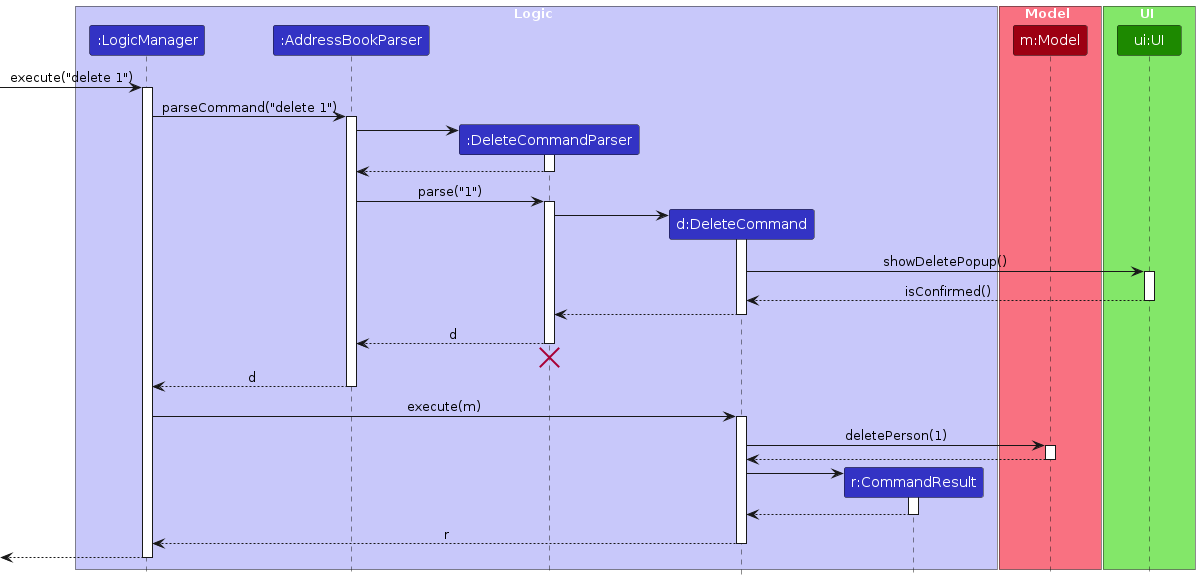 Logic
Model
UI
:LogicManager
:AddressBookParser
m:Model
ui:UI
execute("delete 1")
parseCommand("delete 1")
:DeleteCommandParser
parse("1")
d:DeleteCommand
showDeletePopup()
isConfirmed()
d
d
execute(m)
deletePerson(1)
r:CommandResult
r